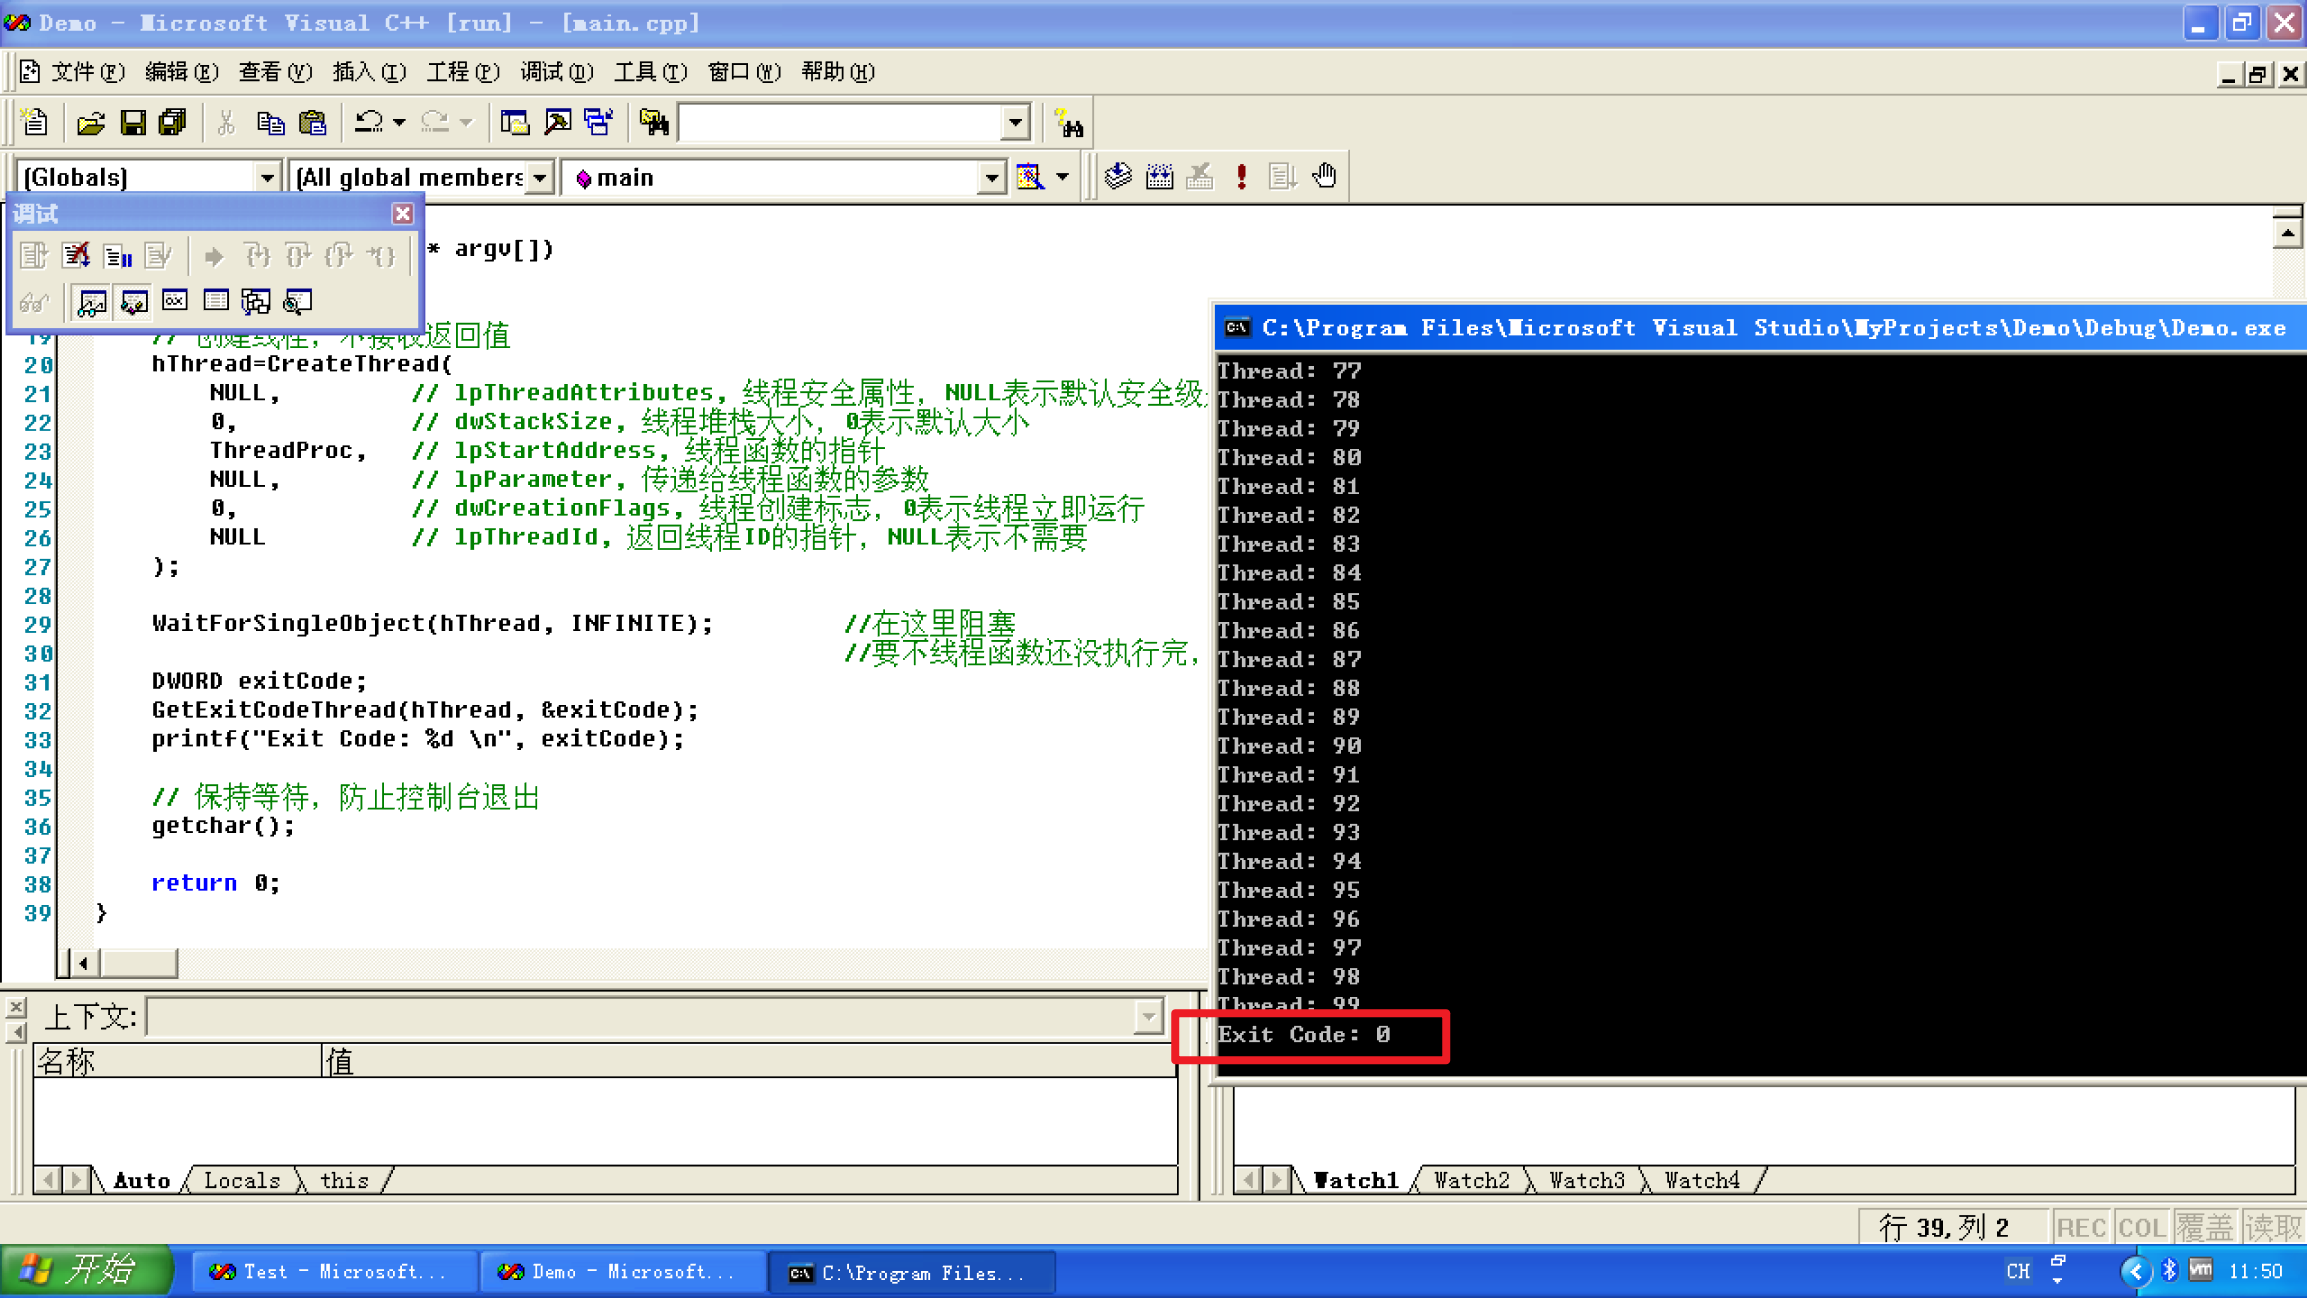 Demo - Microsoft Visual C++ [run] - [main.cpp]
文件(F) 编辑(E) 查看(V) 插入(I) 工程(P) 调试(D) 工具(T) 窗口(W) 帮助(H)
(Globals) (All global members main
调试
* argv[])
19 // 创建线程，不接收返回值
20 hThread=CreateThread(
21 NULL, // lpThreadAttributes, 线程安全属性，NULL表示默认安全级
22 0, // dwStackSize, 线程堆栈大小，0表示默认大小
23 ThreadProc, // lpStartAddress, 线程函数的指针
24 NULL, // lpParameter, 传递给线程函数的参数
25 0, // dwCreationFlags, 线程创建标志，0表示线程立即运行
26 NULL // lpThreadId, 返回线程ID的指针，NULL表示不需要
27 );
28
29 WaitForSingleObject(hThread, INFINITE); //在这里阻塞
30 //要不线程函数还没执行完，
31 DWORD exitCode;
32 GetExitCodeThread(hThread, &exitCode);
33 printf("Exit Code: %d \n", exitCode);
34
35 // 保持等待，防止控制台退出
36 getchar();
37
38 return 0;
39 }
C:\Program Files\Microsoft Visual Studio\MyProjects\Demo\Debug\Demo.exe
Thread: 77
Thread: 78
Thread: 79
Thread: 80
Thread: 81
Thread: 82
Thread: 83
Thread: 84
Thread: 85
Thread: 86
Thread: 87
Thread: 88
Thread: 89
Thread: 90
Thread: 91
Thread: 92
Thread: 93
Thread: 94
Thread: 95
Thread: 96
Thread: 97
Thread: 98
Thread: 99
Exit Code: 0
上下文:
名称 值
Auto Locals this
Watch1 Watch2 Watch3 Watch4
行 39, 列 2 REC COL 覆盖 读取
开始 Test - Microsoft... Demo - Microsoft... C:\Program Files... CH 11:50